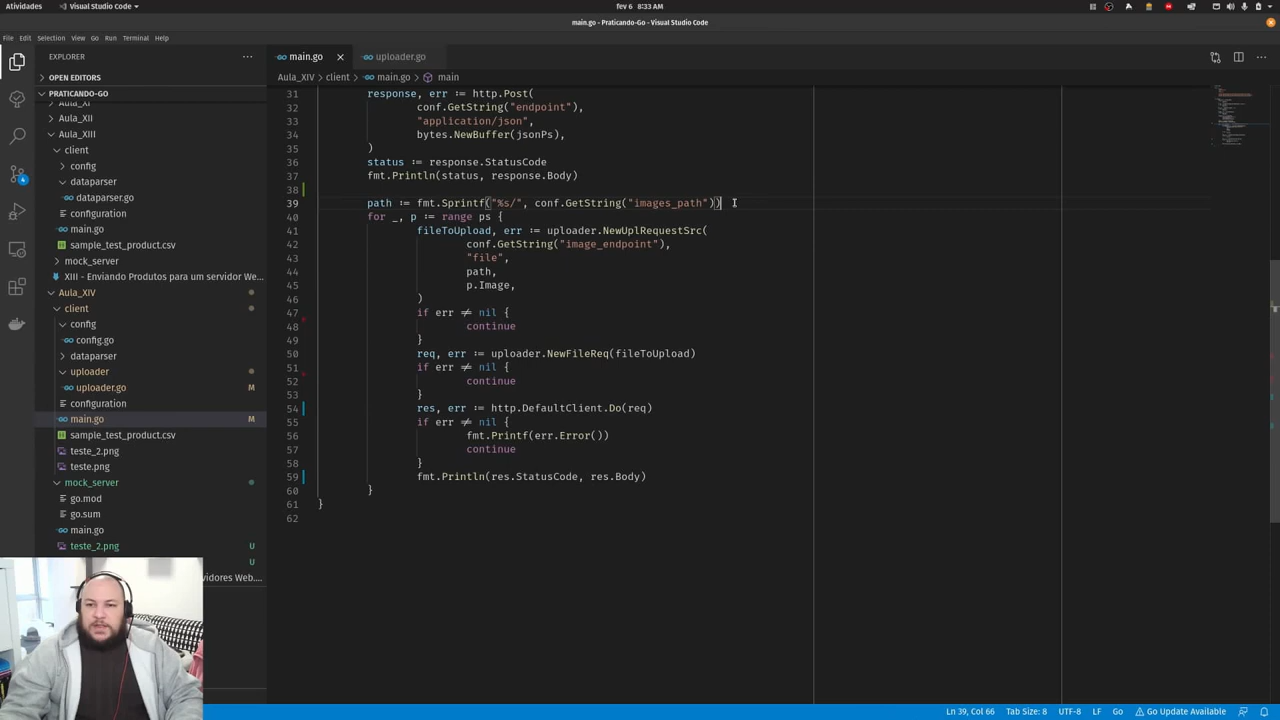 Atividades
Visual Studio Code
fev 6 8:33 AM
main.go - Praticando-Go - Visual Studio Code
File Edit Selection View Go Run Terminal Help
EXPLORER
OPEN EDITORS
PRATICANDO-GO
Aula_XI
Aula_XII
Aula_XIII
client
config
dataparser
dataparser.go
configuration
main.go
sample_test_product.csv
mock_server
XIII - Enviando Produtos para um servidor We...
Aula_XIV
client
config
config.go
dataparser
uploader
uploader.go M
configuration
main.go M
sample_test_product.csv
teste_2.png
teste.png
mock_server
go.mod
go.sum
main.go
teste_2.png U
U
vidores Web....
main.go
uploader.go
Aula_XIV > client > main.go > main
31 response, err := http.Post(
32 conf.GetString("endpoint"),
33 "application/json",
34 bytes.NewBuffer(jsonPs),
35 )
36 status := response.StatusCode
37 fmt.Println(status, response.Body)
38
39 path := fmt.Sprintf("%s/", conf.GetString("images_path"))
40 for _, p := range ps {
41 fileToUpload, err := uploader.NewUplRequestSrc(
42 conf.GetString("image_endpoint"),
43 "file",
44 path,
45 p.Image,
46 )
47 if err ≠ nil {
48 continue
49 }
50 req, err := uploader.NewFileReq(fileToUpload)
51 if err ≠ nil {
52 continue
53 }
54 res, err := http.DefaultClient.Do(req)
55 if err ≠ nil {
56 fmt.Printf(err.Error())
57 continue
58 }
59 fmt.Println(res.StatusCode, res.Body)
60 }
61 }
62
Ln 39, Col 66 Tab Size: 8 UTF-8 LF Go Go Update Available